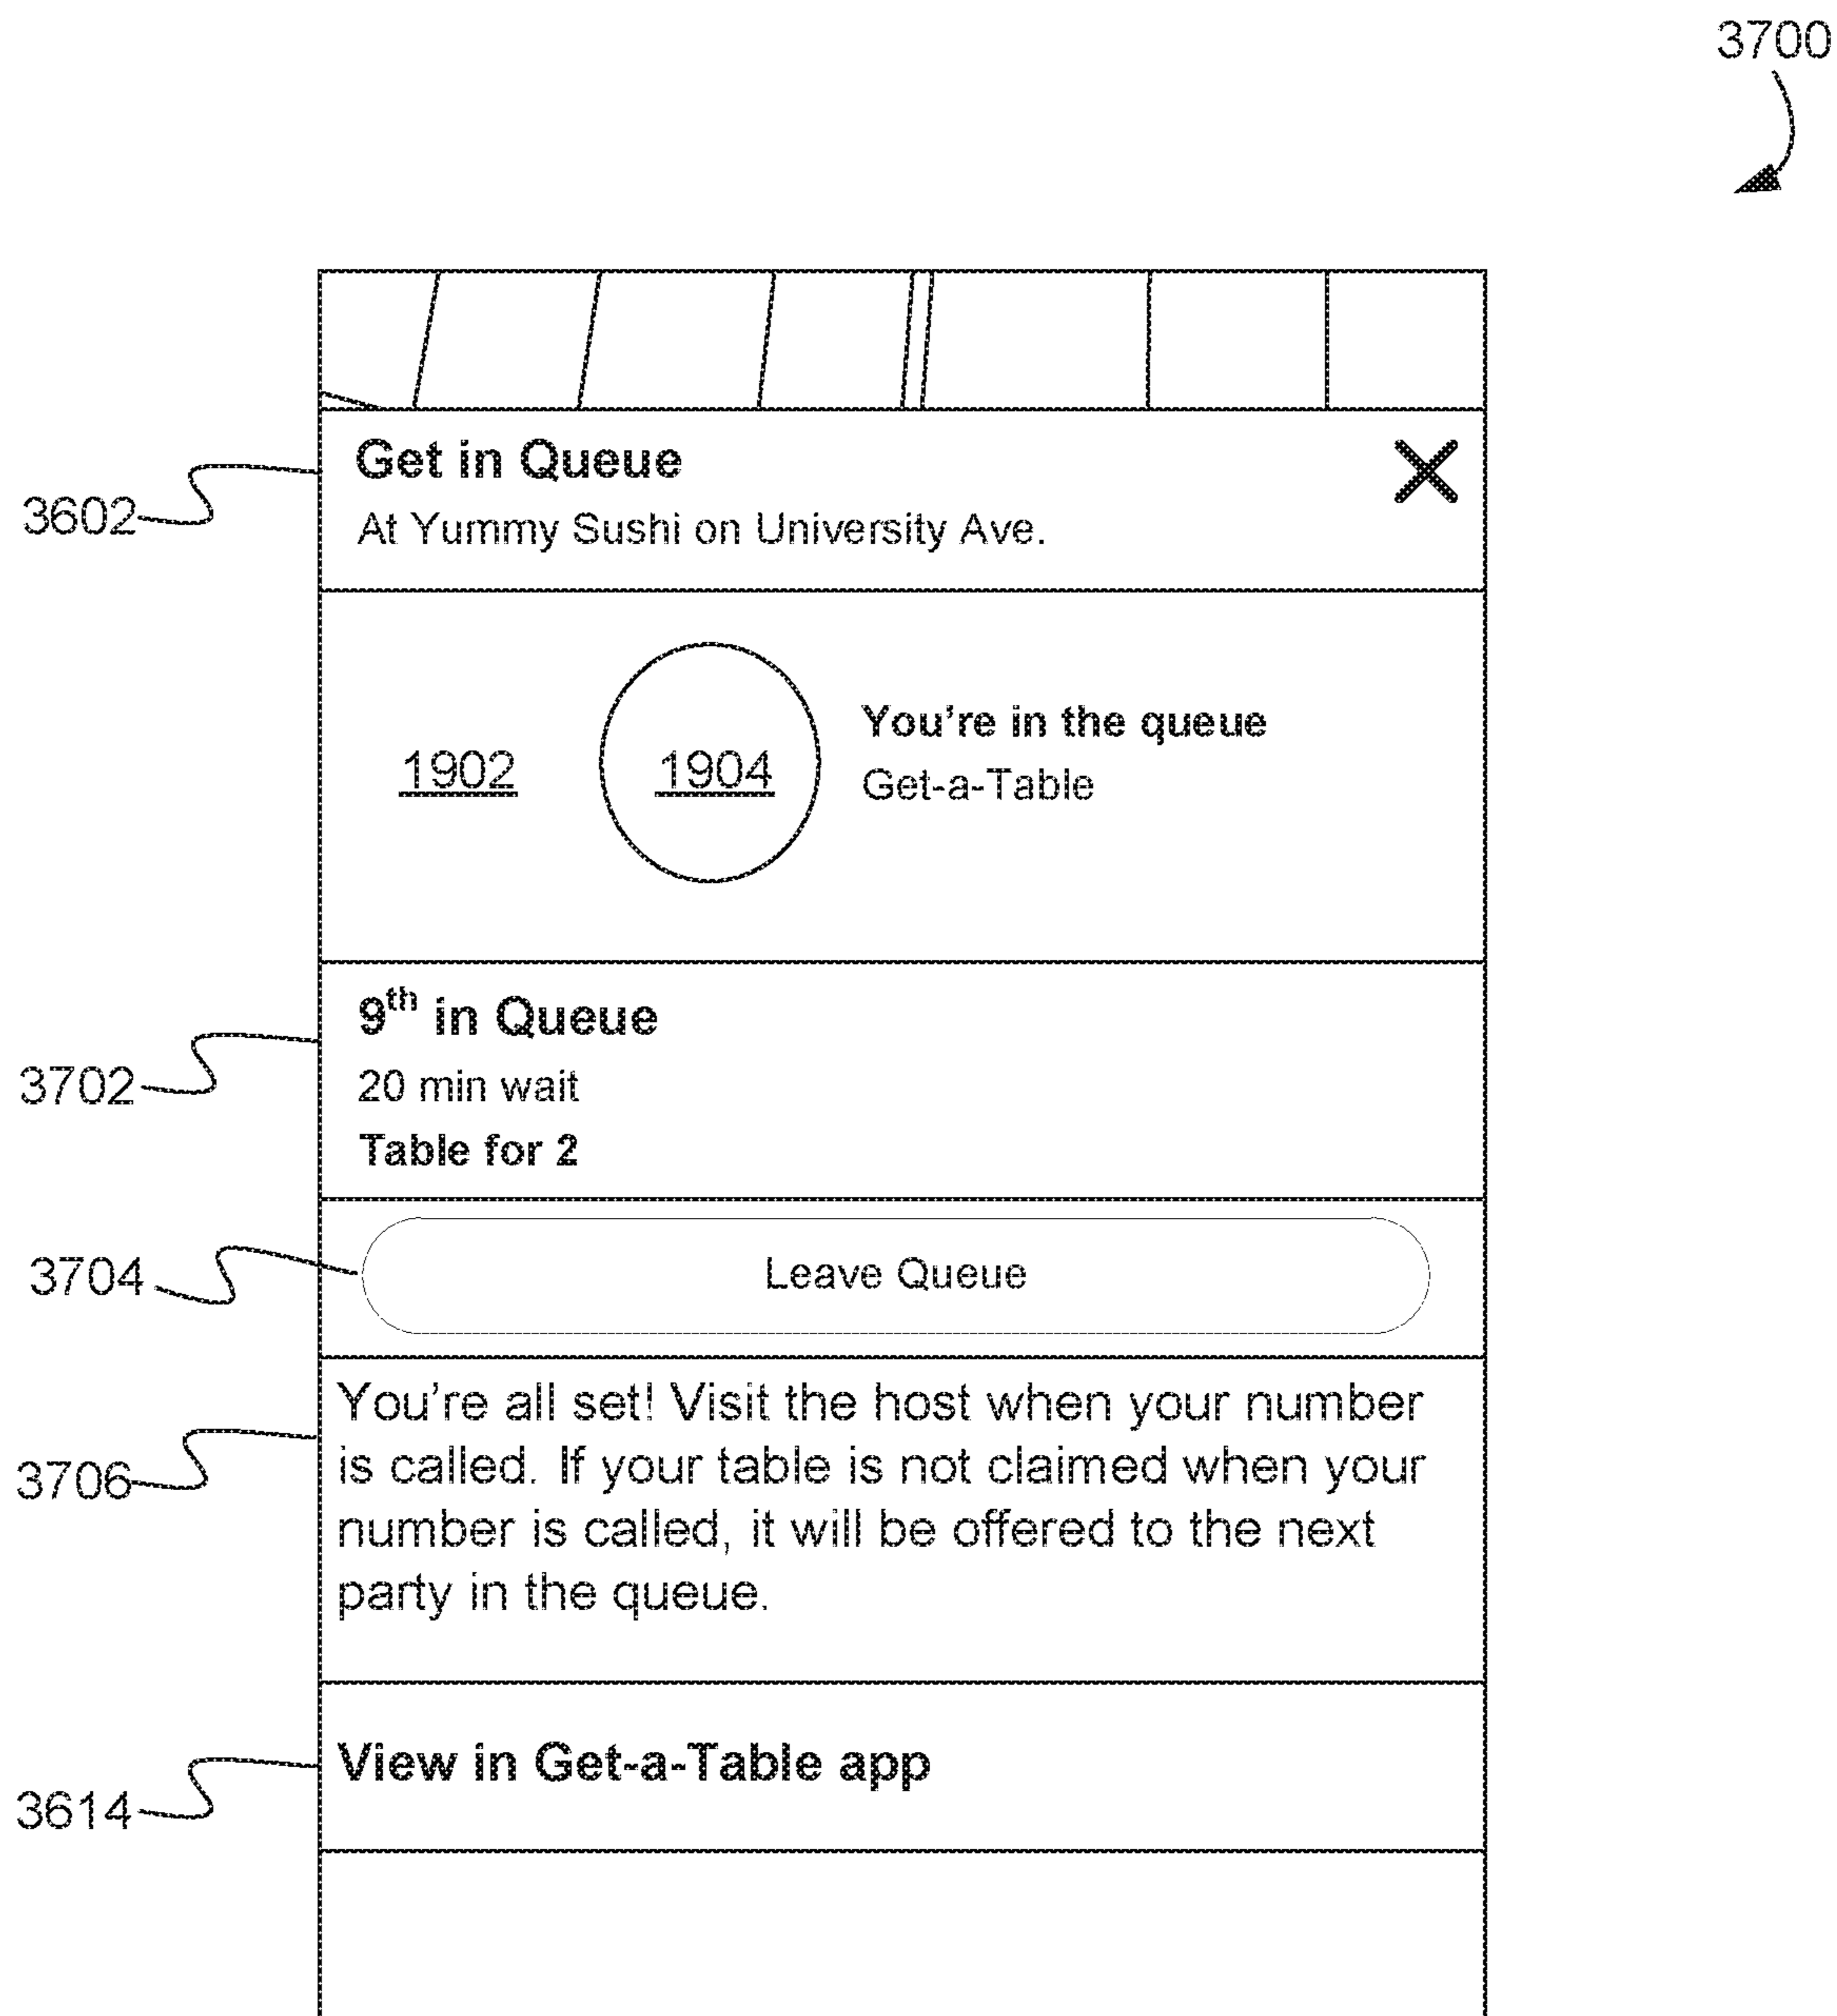 3700
3602
Get in Queue
At Yummy Sushi on University Ave.
1902
1904
You're in the queue
Get-a-Table
3702
9th in Queue
20 min wait
Table for 2
3704
Leave Queue
3706
You're all set! Visit the host when your number
is called. If your table is not claimed when your
number is called, it will be offered to the next
party in the queue.
3614
View in Get-a-Table app